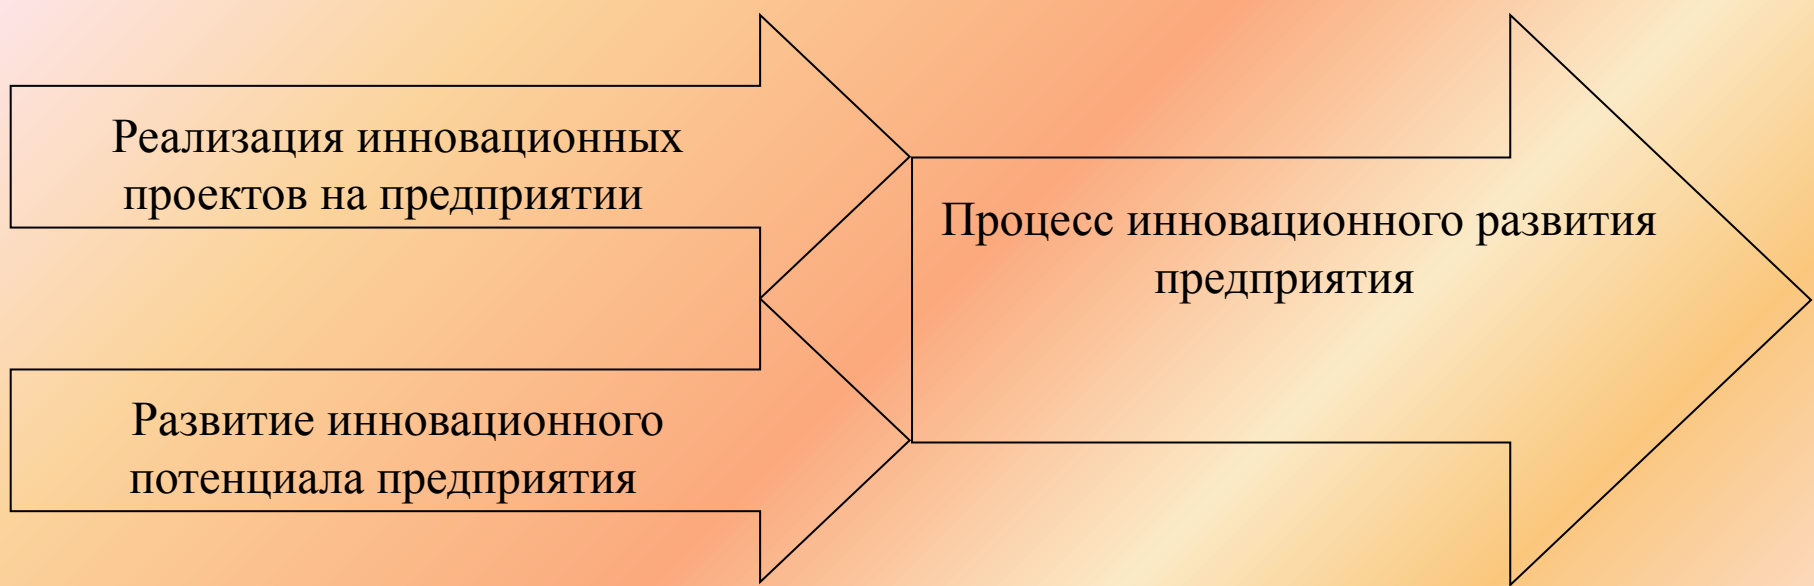 Реализация инновационных
проектов на предприятии
Процесс инновационного развития
предприятия
Развитие инновационного
потенциала предприятия